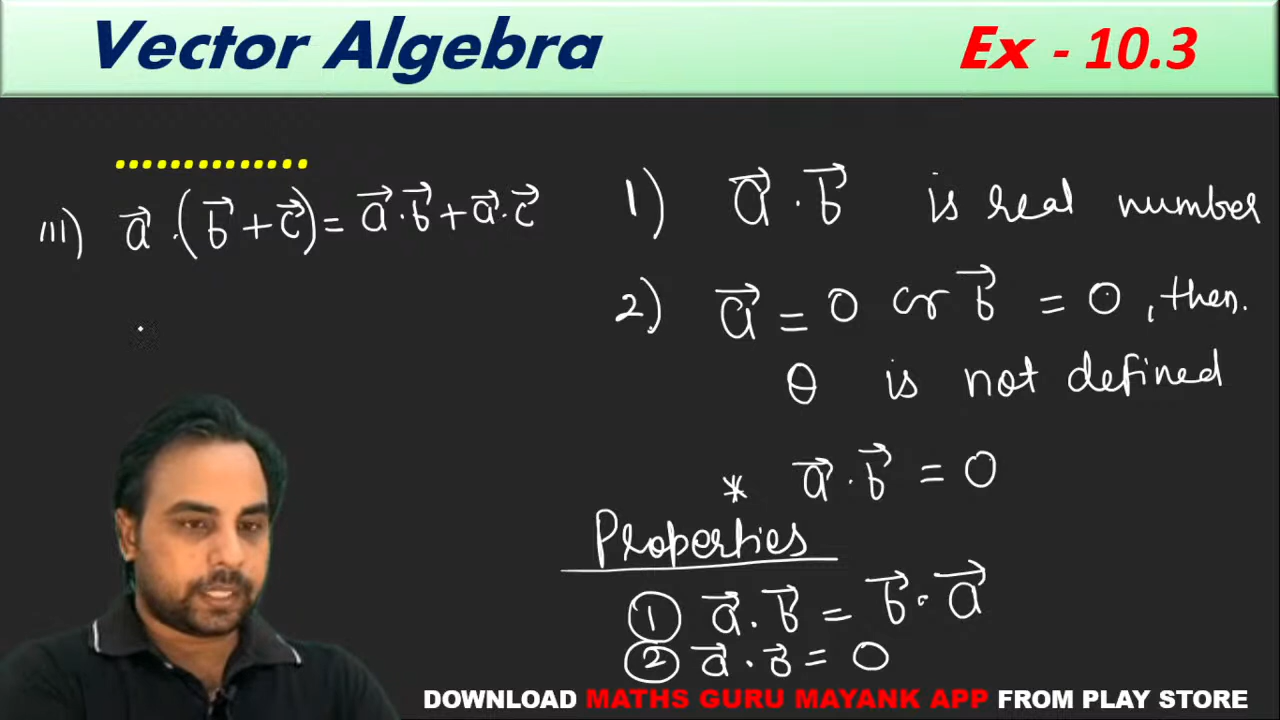 Vector Algebra
Ex - 10.3
III) a⃗ . (b⃗ + c⃗) = a⃗ . b⃗ + a⃗ . c⃗
1) a⃗ . b⃗ is real number
2) a⃗ = 0 or b⃗ = 0 , then.
θ is not defined
* a⃗ . b⃗ = 0
Properties
① a⃗ . b⃗ = b⃗ . a⃗
② a⃗ . b⃗ = 0
DOWNLOAD MATHS GURU MAYANK APP FROM PLAY STORE